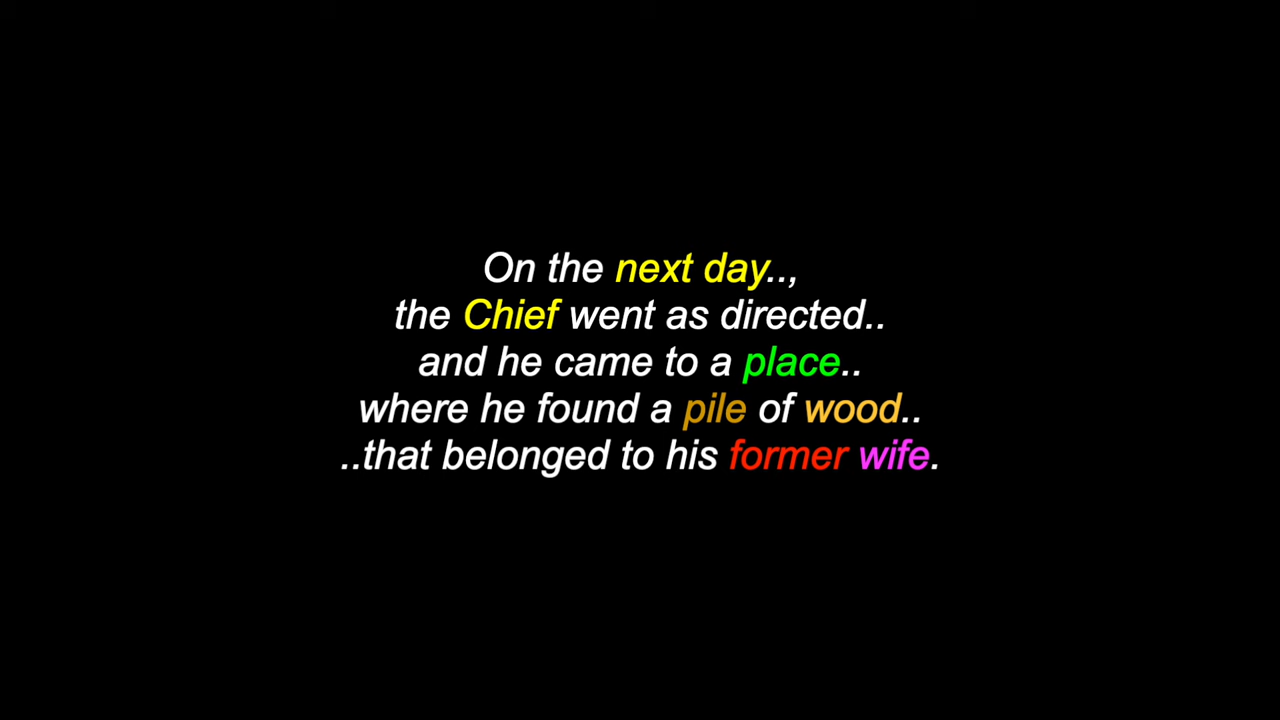 On the next day..,
the Chief went as directed..
and he came to a place..
where he found a pile of wood..
..that belonged to his former wife.